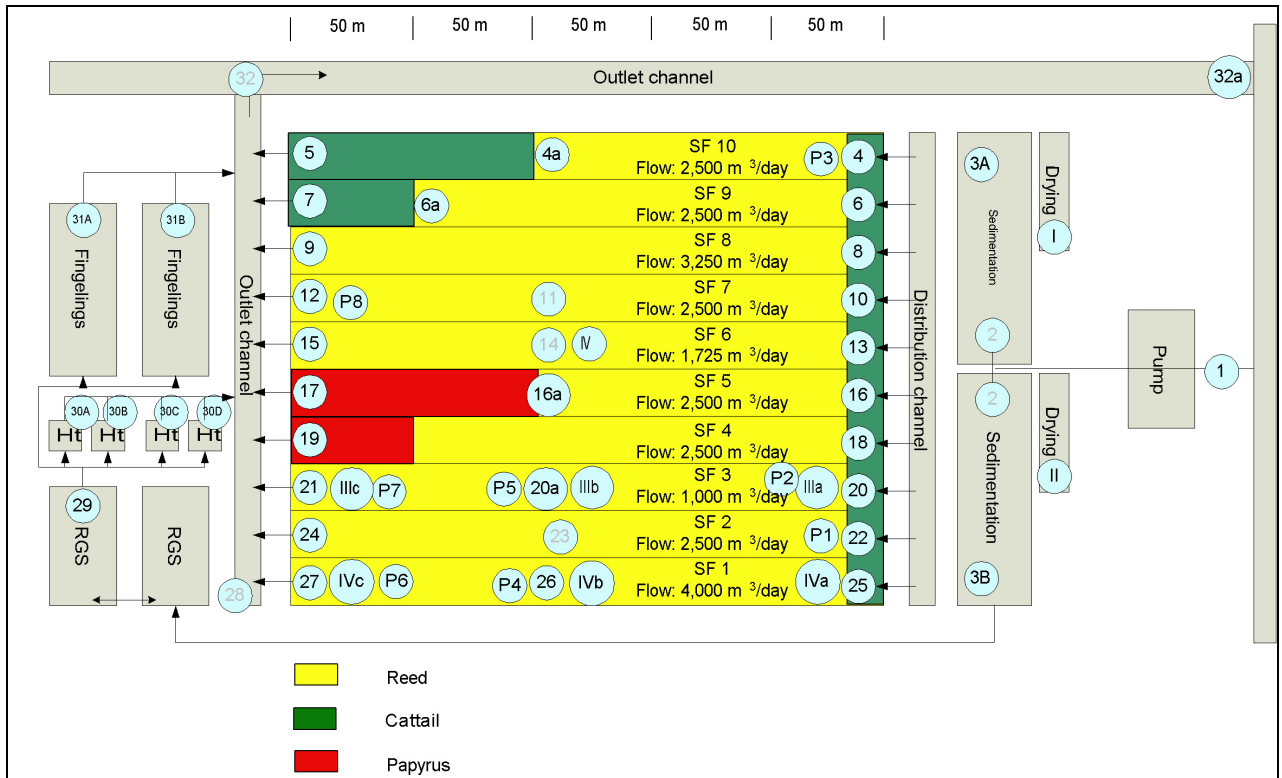 50 m
50 m
50 m
50 m
50 m
32
Outlet channel
32a
5
4a
SF 10
Flow: 2,500 m 3/day
P3
4
3A
Drying
I
7
6a
SF 9
Flow: 2,500 m 3/day
6
Sedimentation
31A
Fingelings
31B
Fingelings
9
SF 8
Flow: 3,250 m 3/day
8
Outlet channel
12
P8
11
SF 7
Flow: 2,500 m 3/day
10
Distribution channel
15
14
IV
SF 6
Flow: 1,725 m 3/day
13
2
Pump
1
17
16a
SF 5
Flow: 2,500 m 3/day
16
2
Drying
II
30A
30B
30C
30D
Ht
Ht
Ht
Ht
19
SF 4
Flow: 2,500 m 3/day
18
Sedimentation
21
IIIc
P7
P5
20a
IIIb
SF 3
Flow: 1,000 m 3/day
P2
IIIa
20
29
RGS
RGS
24
23
SF 2
Flow: 2,500 m 3/day
P1
22
28
27
IVc
P6
P4
26
IVb
SF 1
Flow: 4,000 m 3/day
IVa
25
3B
Reed
Cattail
Papyrus